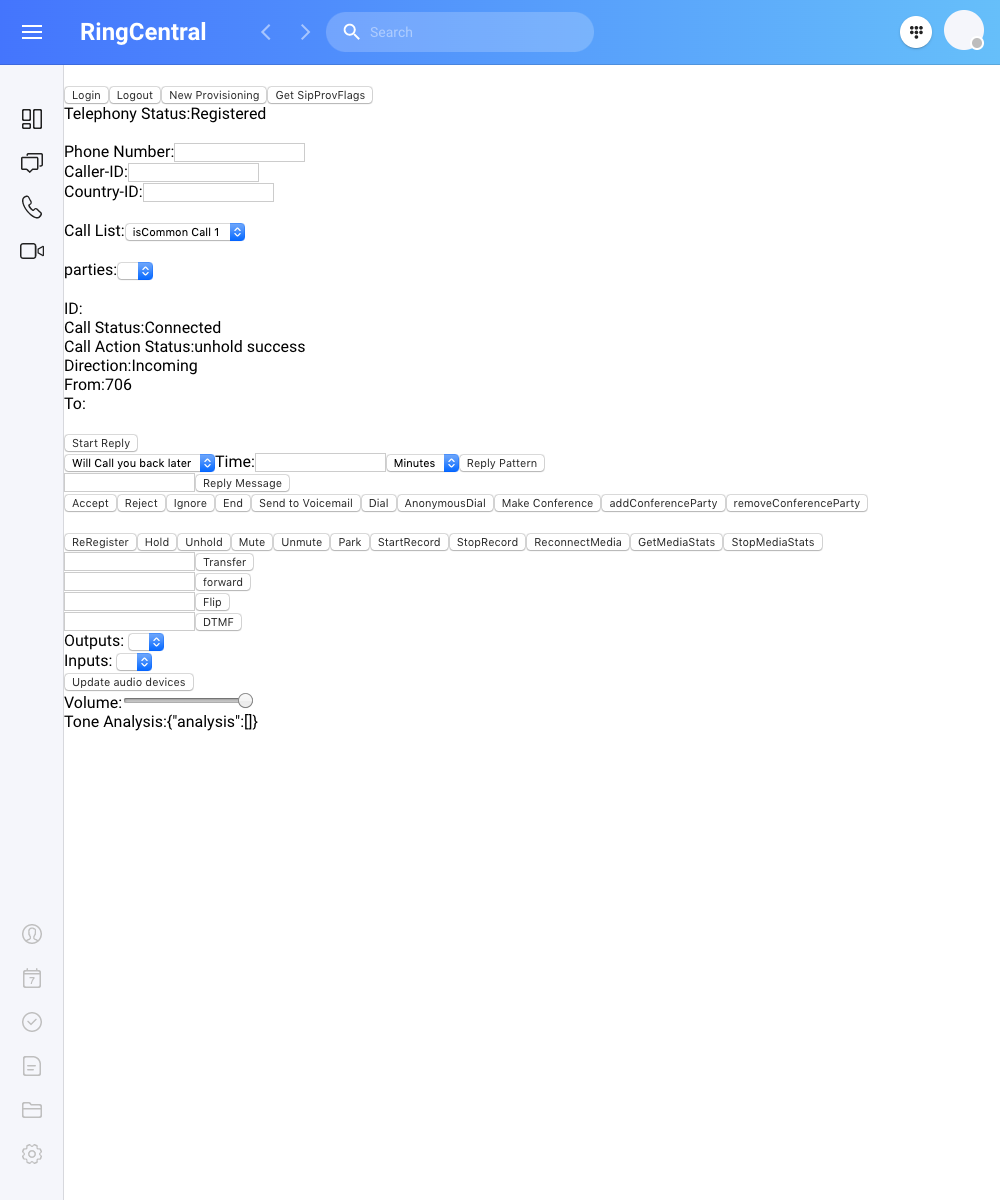 RingCentral
Search
Login Logout New Provisioning Get SipProvFlags
Telephony Status:Registered
Phone Number:
Caller-ID:
Country-ID:
Call List: isCommon Call 1
parties:
ID:
Call Status:Connected
Call Action Status:unhold success
Direction:Incoming
From:706
To:
Start Reply
Will Call you back later Time: Minutes Reply Pattern
Reply Message
Accept Reject Ignore End Send to Voicemail Dial AnonymousDial Make Conference addConferenceParty removeConferenceParty
ReRegister Hold Unhold Mute Unmute Park StartRecord StopRecord ReconnectMedia GetMediaStats StopMediaStats
Transfer
forward
Flip
DTMF
Outputs:
Inputs:
Update audio devices
Volume:
Tone Analysis:{"analysis":[]}
7